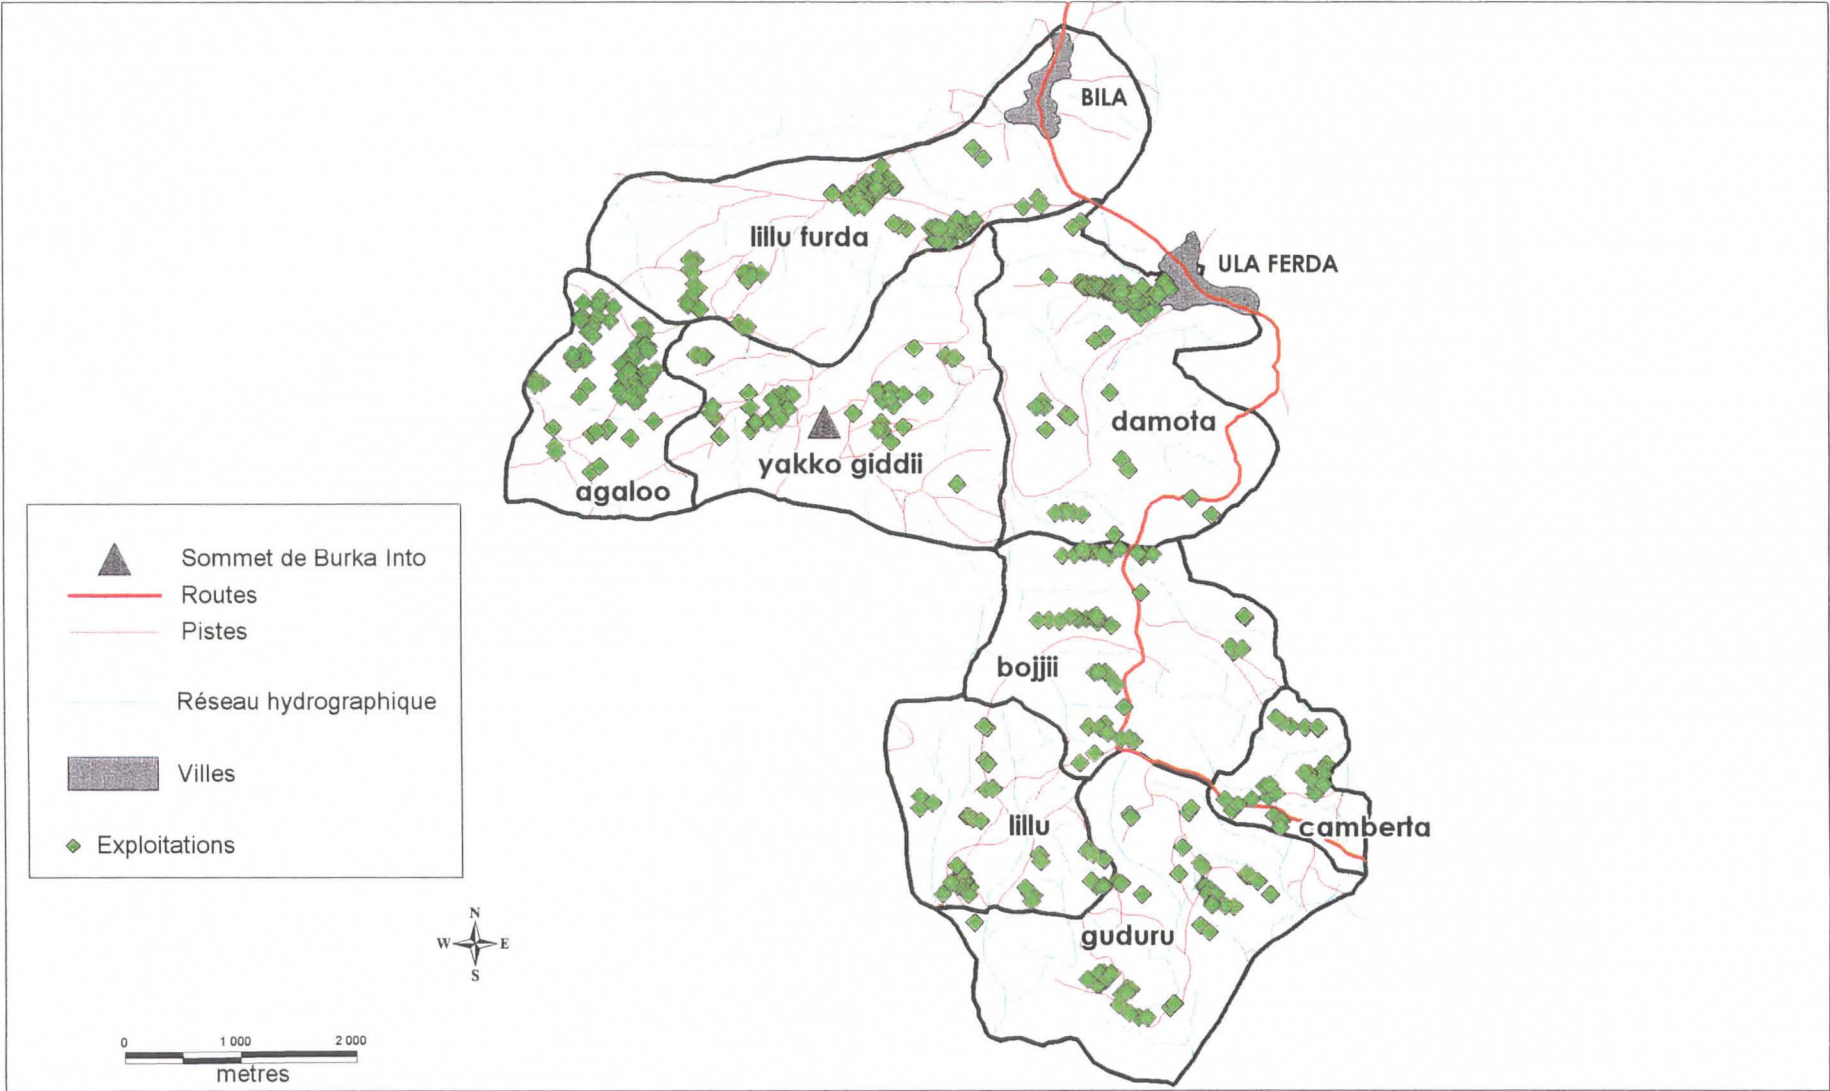 BILA
lillu furda
ULA FERDA
damota
yakko giddii
agaloo
Sommet de Burka Into
Routes
Pistes
Réseau hydrographique
Villes
Exploitations
bojjii
lillu
camberta
guduru
N
W E
S
0 1 000 2 000
metres